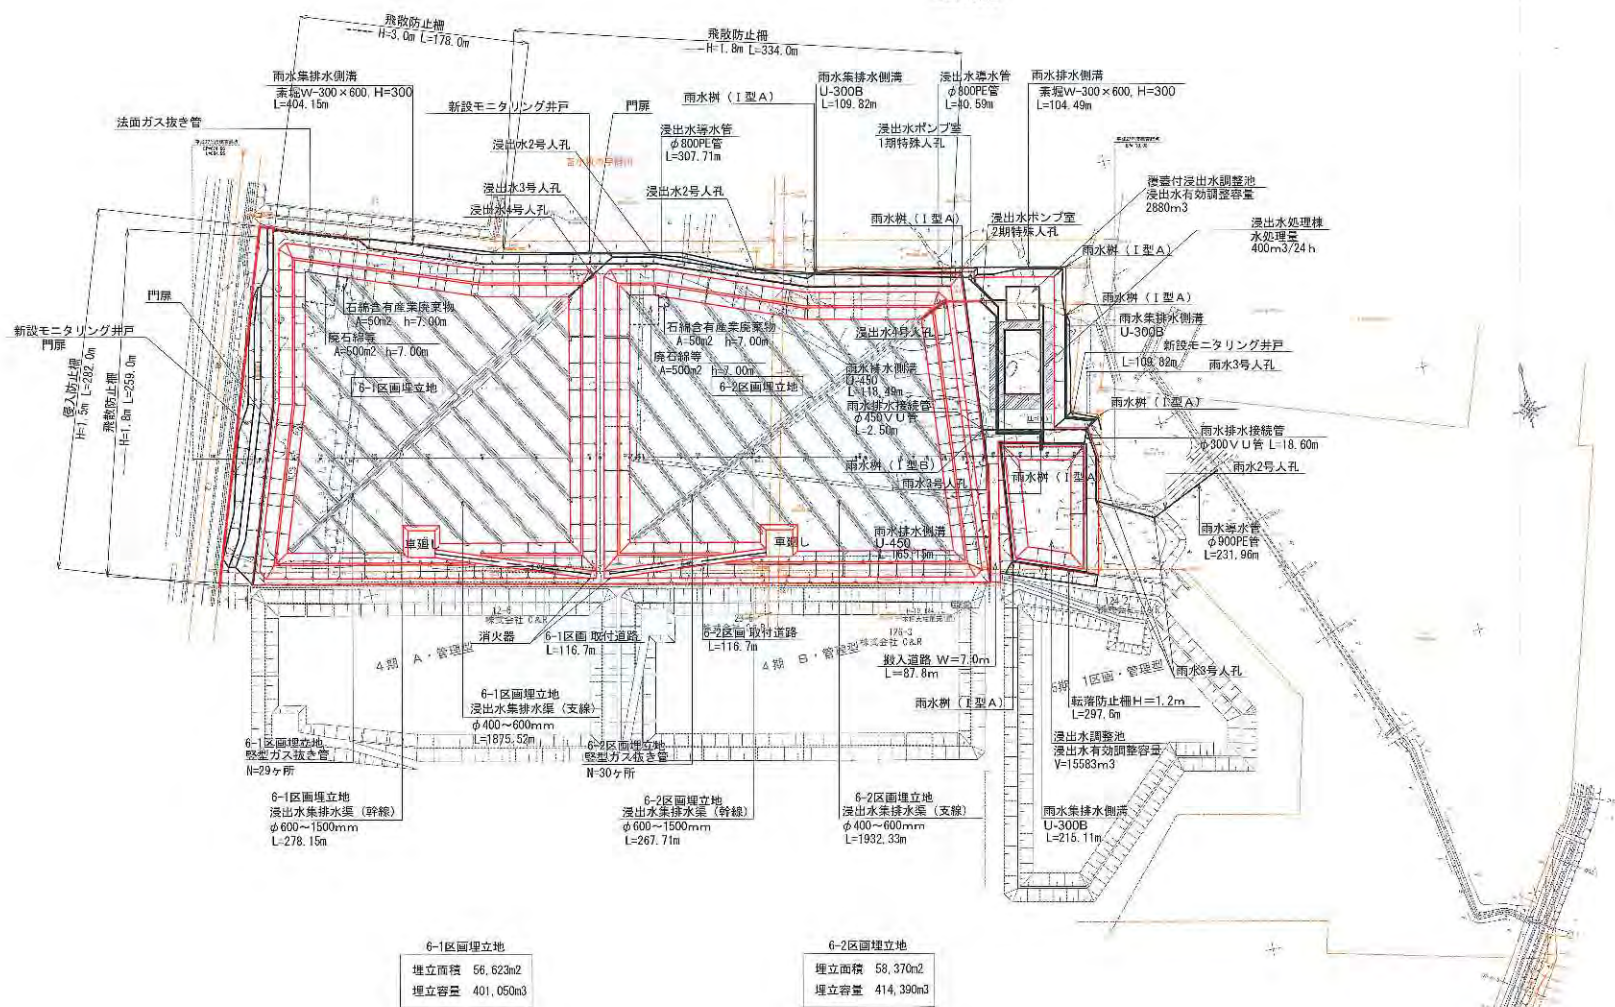 飛散防止柵
H=3.0m L=178.0m
飛散防止柵
H=1.8m L=334.0m
雨水集排水側溝
素掘W-300×600, H=300
L=404.15m
法面ガス抜き管
新設モニタリング井戸
門扉
浸出水2号人孔
浸出水3号人孔
浸出水4号人孔
雨水桝（Ⅰ型A）
浸出水導水管
φ800PE管
L=307.71m
浸出水2号人孔
雨水集排水側溝
U-300B
L=109.82m
浸出水導水管
φ800PE管
L=40.59m
浸出水ポンプ室
1期特殊人孔
雨水排水側溝
素掘W-300×600, H=300
L=104.49m
覆蓋付浸出水調整池
浸出水有効調整容量
2880m3
浸出水処理棟
水処理量
400m3/24h
雨水桝（Ⅰ型A）
浸出水ポンプ室
2期特殊人孔
雨水桝（Ⅰ型A）
雨水桝（Ⅰ型A）
雨水集排水側溝
U-300B
L=109.82m
新設モニタリング井戸
雨水3号人孔
雨水桝（Ⅰ型A）
雨水排水接続管
φ300VU管 L=18.60m
雨水2号人孔
雨水導水管
φ900PE管
L=231.96m
門扉
新設モニタリング井戸
門扉
侵入防止柵
H=1.5m L=282.0m
飛散防止柵
H=1.8m L=259.0m
石綿含有産業廃棄物
A=50m2 h=7.00m
廃石綿等
A=500m2 h=7.00m
6-1区画埋立地
石綿含有産業廃棄物
A=50m2 h=7.00m
廃石綿等
A=500m2 h=7.00m
6-2区画埋立地
浸出水4号人孔
雨水排水側溝
U-450
L=118.49m
雨水排水接続管
φ450VU管
L=2.50m
雨水桝（Ⅰ型B）
雨水3号人孔
雨水桝（Ⅰ型A）
雨水排水側溝
U-450
L=165.15m
車廻し
車廻し
株式会社 C&R
消火器
6-1区画 取付道路
L=116.7m
6-2区画 取付道路
L=116.7m
176-3
株式会社 C&R
4期 A・管理型
4期 B・管理型
5期 1区画・管理型
搬入道路 W=7.0m
L=87.8m
雨水桝（Ⅰ型A）
雨水3号人孔
転落防止柵H=1.2m
L=297.6m
浸出水調整池
浸出水有効調整容量
V=15583m3
雨水集排水側溝
U-300B
L=215.11m
6-1区画埋立地
浸出水集排水渠（支線）
φ400～600mm
L=1875.52m
6-1区画埋立地
竪型ガス抜き管
N=29ヶ所
6-2区画埋立地
竪型ガス抜き管
N=30ヶ所
6-1区画埋立地
浸出水集排水渠（幹線）
φ600～1500mm
L=278.15m
6-2区画埋立地
浸出水集排水渠（幹線）
φ600～1500mm
L=267.71m
6-2区画埋立地
浸出水集排水渠（支線）
φ400～600mm
L=1932.33m
6-1区画埋立地
埋立面積 56,623m2
埋立容量 401,050m3
6-2区画埋立地
埋立面積 58,370m2
埋立容量 414,390m3